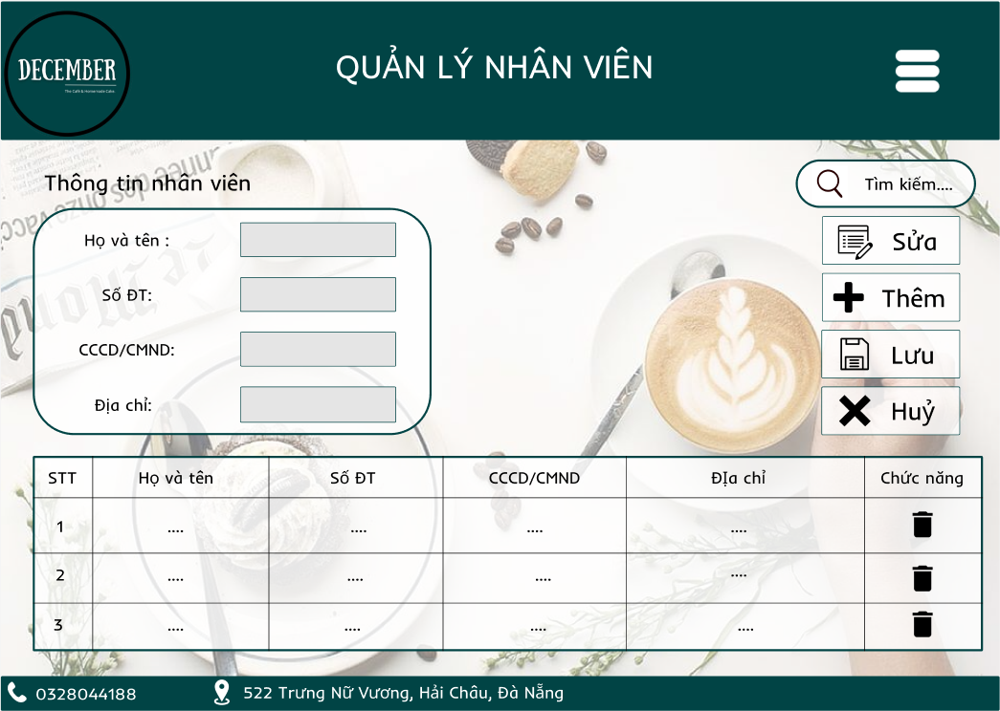 DECEMBER
The Café & Homemade Cake
QUẢN LÝ NHÂN VIÊN
Thông tin nhân viên
Tìm kiếm....
Họ và tên :
Số ĐT:
CCCD/CMND:
Địa chỉ:
Sửa
Thêm
Lưu
Huỷ
STT Họ và tên Số ĐT CCCD/CMND Địa chỉ Chức năng
1 .... .... .... ....
2 .... .... .... ....
3 .... .... .... ....
0328044188 522 Trưng Nữ Vương, Hải Châu, Đà Nẵng